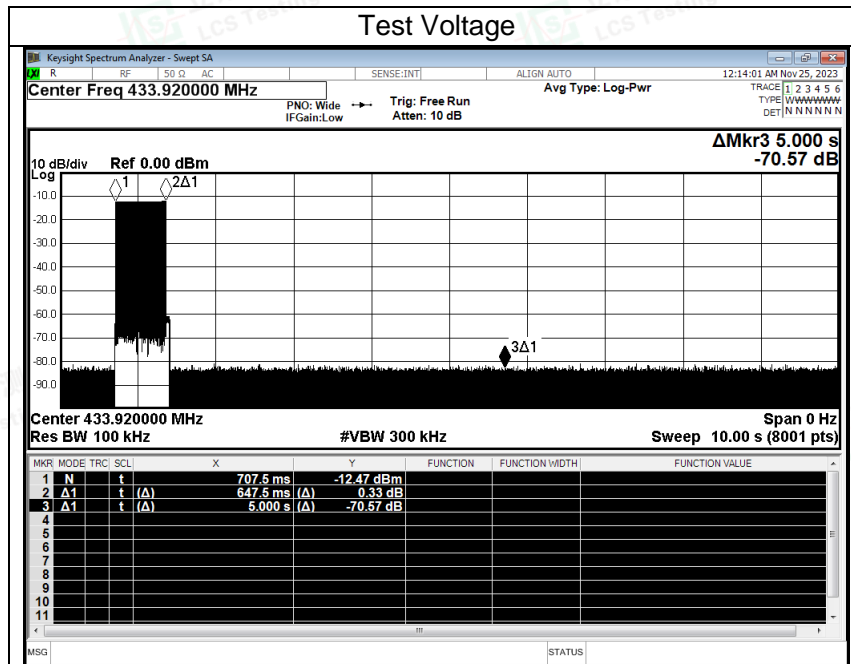 Test Voltage
Keysight Spectrum Analyzer - Swept SA
LXI R RF 50 Ω AC SENSE:INT ALIGN AUTO 12:14:01 AM Nov 25, 2023
Center Freq 433.920000 MHz
PNO: Wide
IFGain:Low
Trig: Free Run
Atten: 10 dB
Avg Type: Log-Pwr
TRACE 1 2 3 4 5 6
TYPE WWWWWW
DET N N N N N N
ΔMkr3 5.000 s
-70.57 dB
10 dB/div Ref 0.00 dBm
Log
1
2Δ1
-10.0
-20.0
-30.0
-40.0
-50.0
-60.0
-70.0
3Δ1
-80.0
-90.0
Center 433.920000 MHz Span 0 Hz
Res BW 100 kHz #VBW 300 kHz Sweep 10.00 s (8001 pts)
MKR MODE TRC SCL X Y FUNCTION FUNCTION WIDTH FUNCTION VALUE
1 N t 707.5 ms -12.47 dBm
2 Δ1 t (Δ) 647.5 ms (Δ) 0.33 dB
3 Δ1 t (Δ) 5.000 s (Δ) -70.57 dB
4
5
6
7
8
9
10
11
MSG STATUS